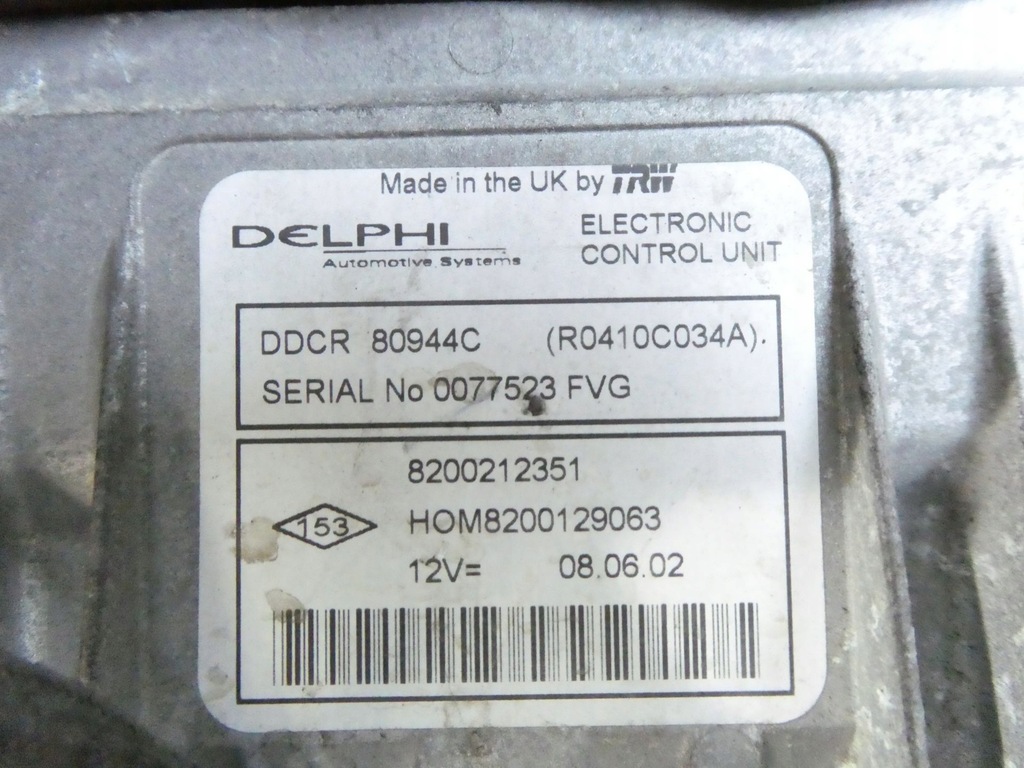 Made in the UK by TRW
DELPHI
Automotive Systems
ELECTRONIC
CONTROL UNIT
DDCR 80944C (R0410C034A).
SERIAL No 0077523 FVG
8200212351
153 HOM8200129063
12V= 08.06.02